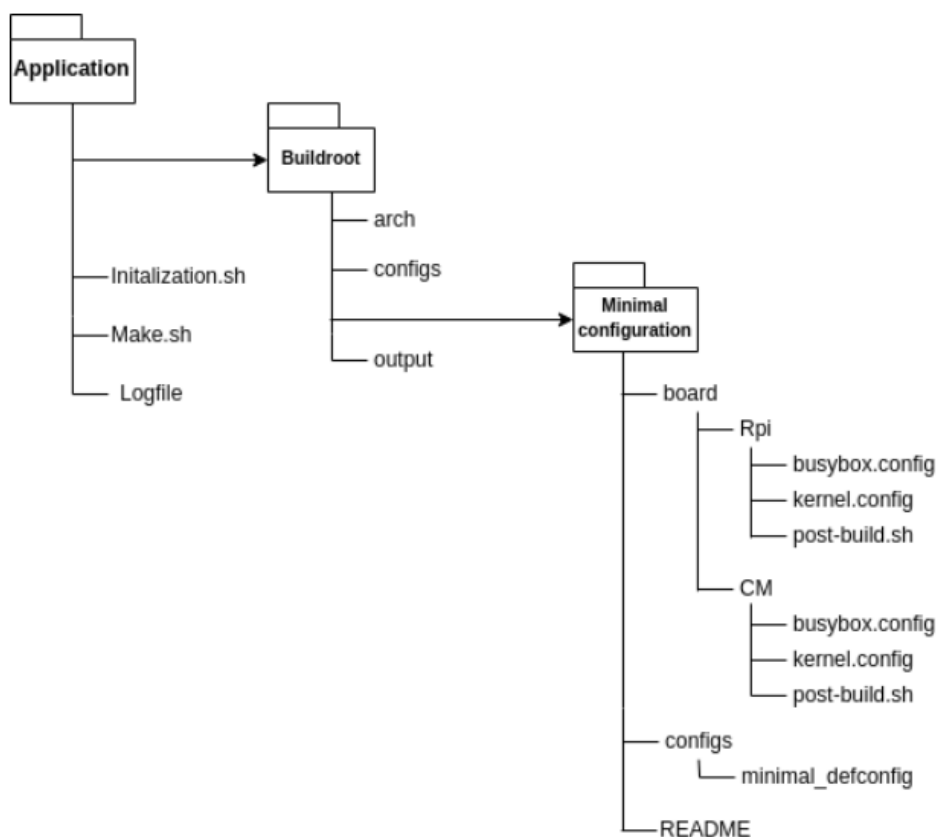 Application
Buildroot
arch
configs
output
Initalization.sh
Make.sh
Logfile
Minimal
configuration
board
Rpi
busybox.config
kernel.config
post-build.sh
CM
busybox.config
kernel.config
post-build.sh
configs
minimal_defconfig
README